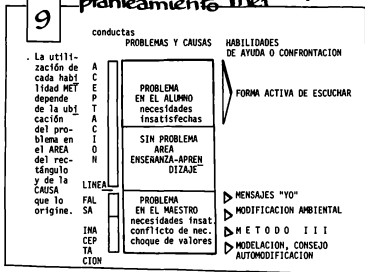 9
planteamiento MET
conductas
PROBLEMAS Y CAUSAS
HABILIDADES
DE AYUDA O CONFRONTACION
. La utili-
zación de
cada habi
lidad MET
depende
de la ubi
cación
del pro-
blema en
el AREA
del rec-
tángulo
y de la
CAUSA
que lo
origine.
A
C
E
P
T
A
C
I
O
N
LINEA
FAL
SA
INA
CEP
TA
CION
PROBLEMA
EN EL ALUMNO
necesidades
insatisfechas
SIN PROBLEMA
AREA
ENSEÑANZA-APREN
DIZAJE
PROBLEMA
EN EL MAESTRO
necesidades insat.
conflicto de nec.
choque de valores
FORMA ACTIVA DE ESCUCHAR
MENSAJES "YO"
MODIFICACION AMBIENTAL
M E T O D O  I I I
MODELACION, CONSEJO
AUTOMODIFICACION